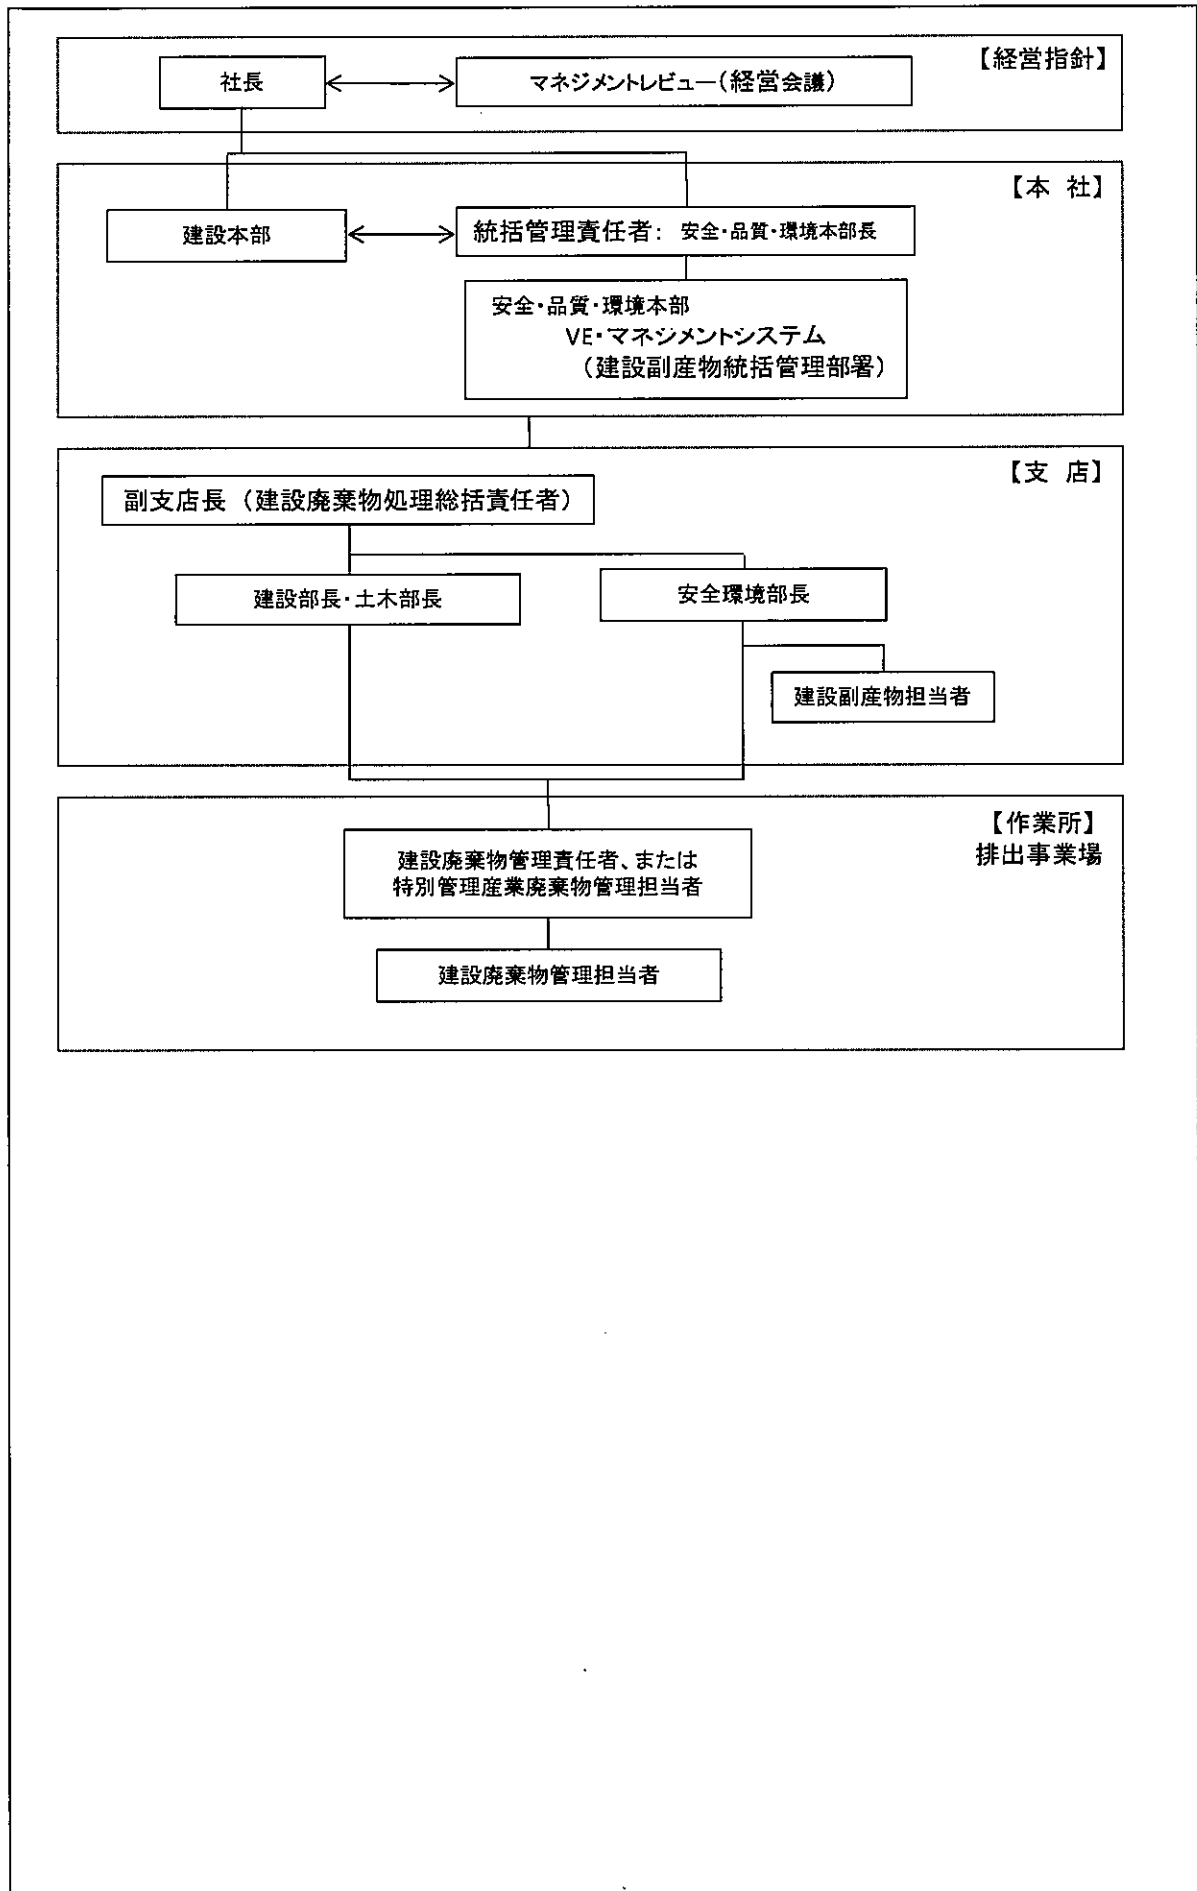 【経営指針】
社長
マネジメントレビュー（経営会議）
【本 社】
建設本部
統括管理責任者： 安全・品質・環境本部長
安全・品質・環境本部
VE・マネジメントシステム
（建設副産物統括管理部署）
【支 店】
副支店長 （建設廃棄物処理総括責任者）
建設部長・土木部長
安全環境部長
建設副産物担当者
【作業所】
排出事業場
建設廃棄物管理責任者、または
特別管理産業廃棄物管理担当者
建設廃棄物管理担当者